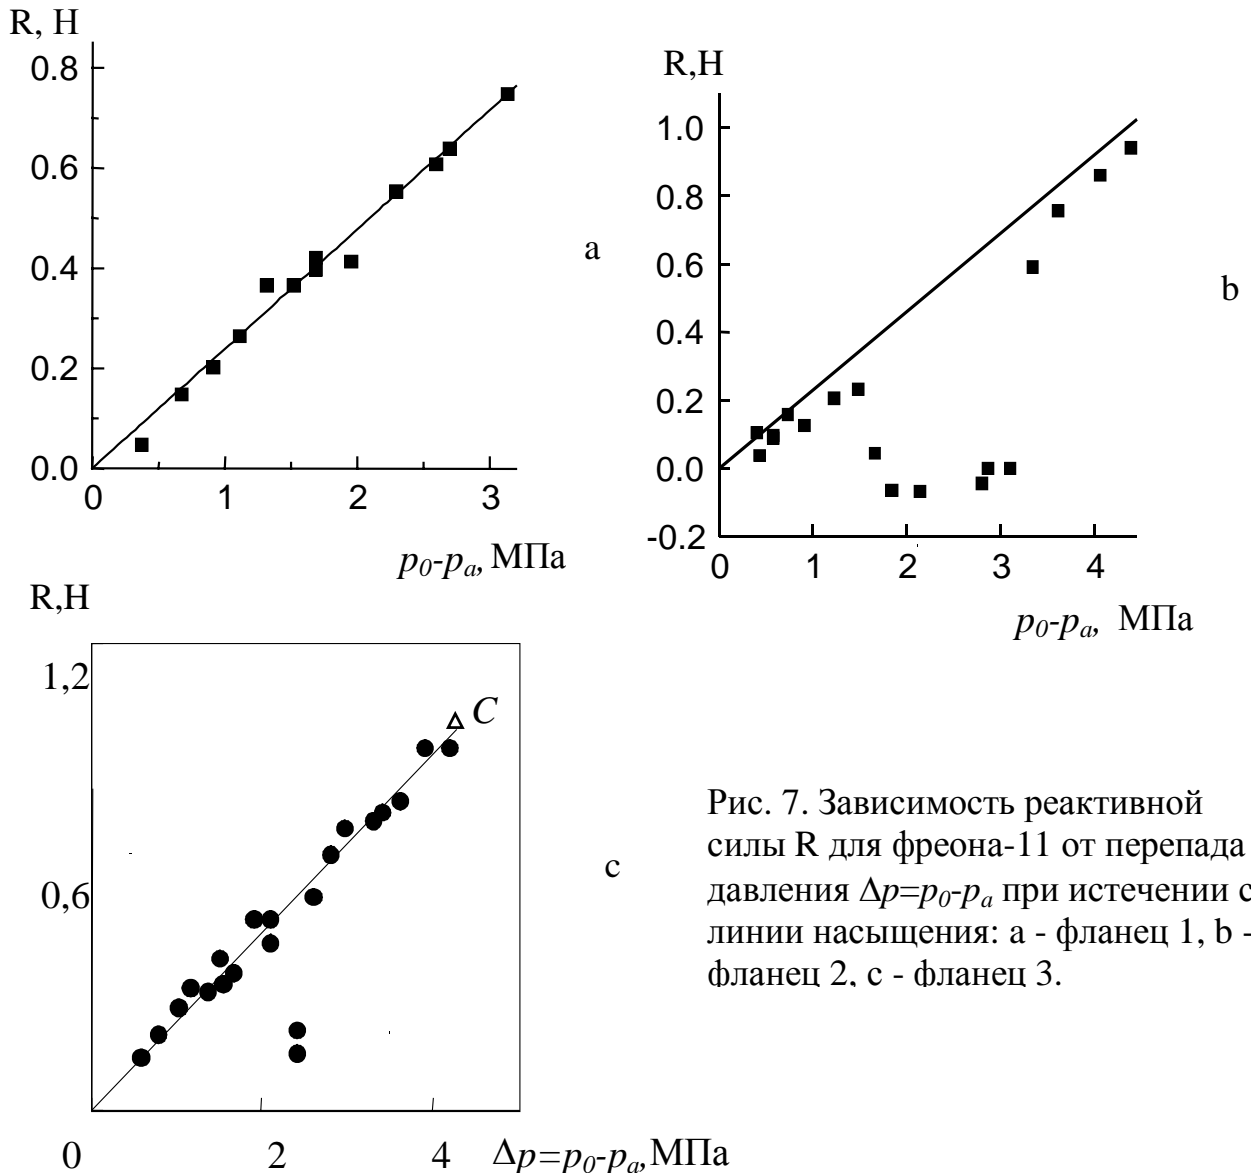 R, H
0.8
0.6
0.4
0.2
0.0
0
1
2
3
p0-pa, МПа
a
R,H
1.0
0.8
0.6
0.4
0.2
0.0
-0.2
0
1
2
3
4
p0-pa, МПа
b
R,H
1,2
0,6
C
0
2
4
Δp=p0-pa,МПа
c
Рис. 7. Зависимость реактивной
силы R для фреона-11 от перепада
давления Δp=p0-pa при истечении с
линии насыщения: а - фланец 1, b -
фланец 2, с - фланец 3.